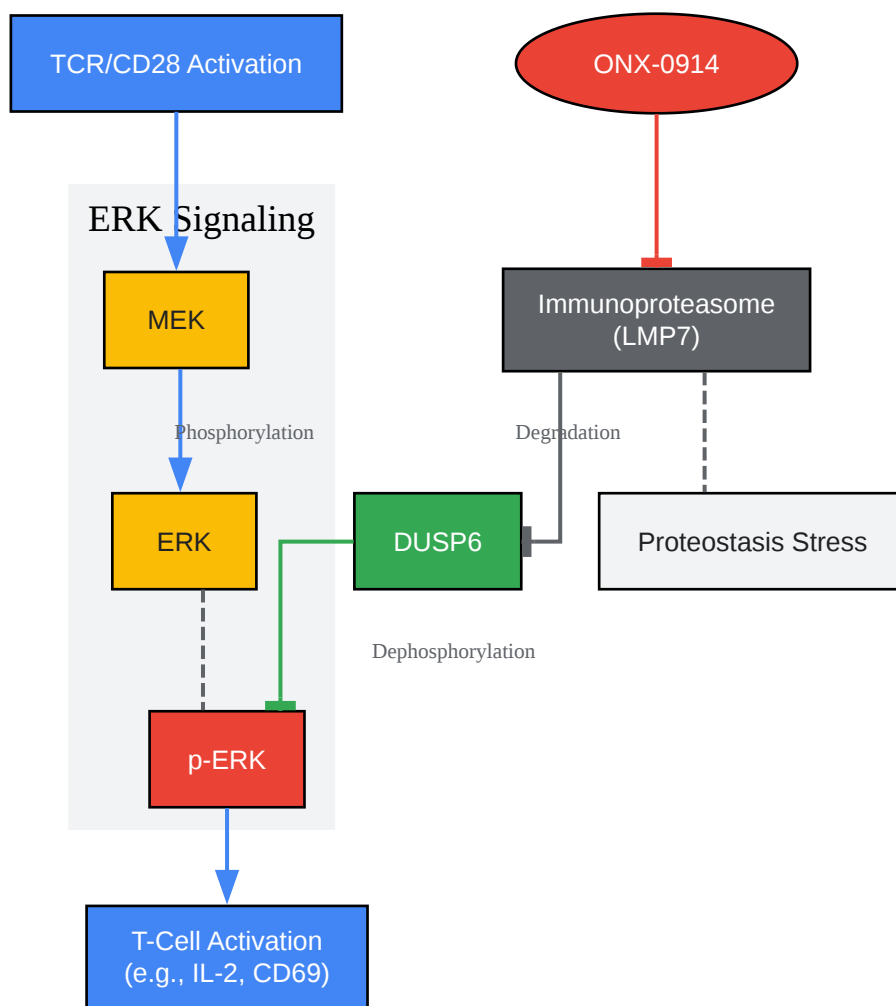 TCR/CD28 Activation
ONX-0914
ERK Signaling
MEK
Immunoproteasome
(LMP7)
Phosphorylation
Degradation
ERK
DUSP6
Proteostasis Stress
Dephosphorylation
p-ERK
T-Cell Activation
(e.g., IL-2, CD69)